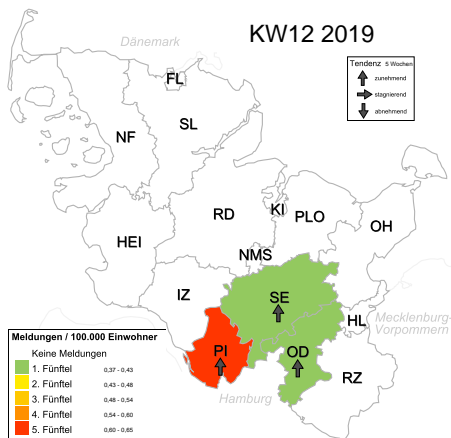 KW12 2019
Dänemark
Tendenz 5 Wochen
zunehmend
stagnierend
abnehmend
FL
NF
SL
RD
KI
PLO
OH
HEI
NMS
IZ
SE
HL
Mecklenburg-
Vorpommern
PI
OD
RZ
Hamburg
Meldungen / 100.000 Einwohner
Keine Meldungen
1. Fünftel 0,37 - 0,43
2. Fünftel 0,43 - 0,48
3. Fünftel 0,48 - 0,54
4. Fünftel 0,54 - 0,60
5. Fünftel 0,60 - 0,65